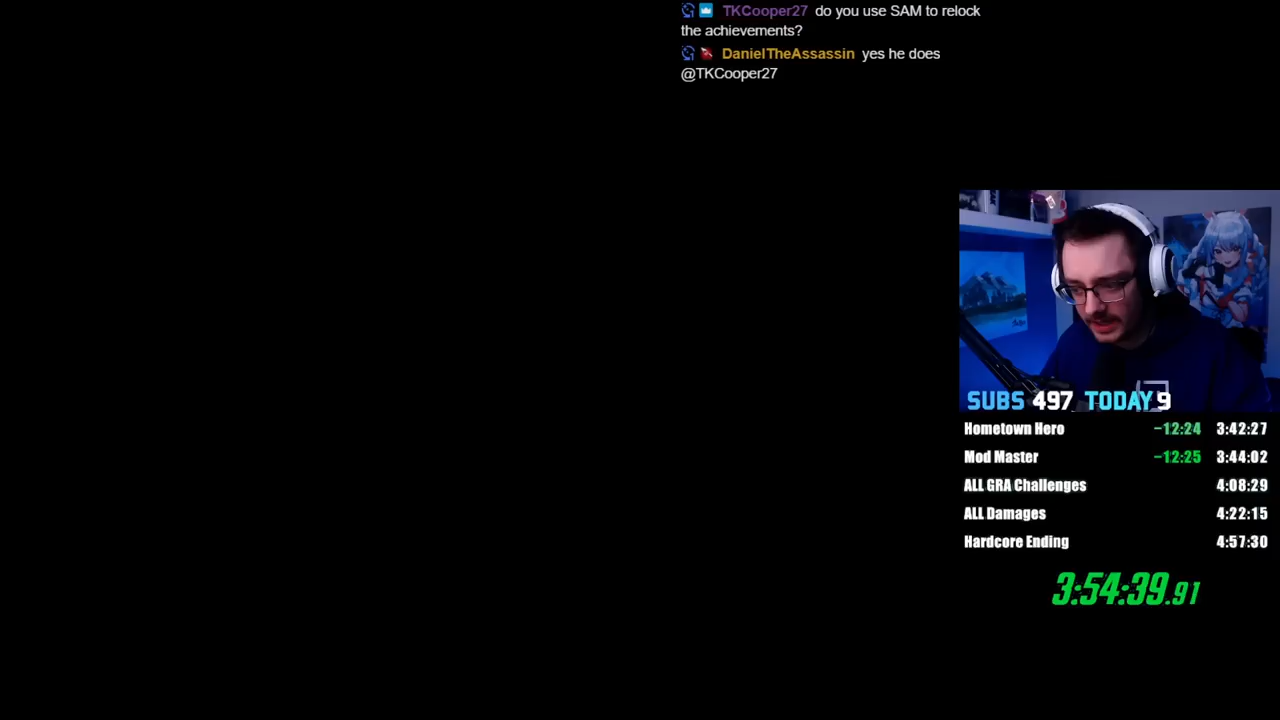 TKCooper27 do you use SAM to relock
the achievements?
DanielTheAssassin yes he does
@TKCooper27
SUBS 497 TODAY 9
Hometown Hero -12:24 3:42:27
Mod Master -12:25 3:44:02
ALL GRA Challenges 4:08:29
ALL Damages 4:22:15
Hardcore Ending 4:57:30
3:54:39.91